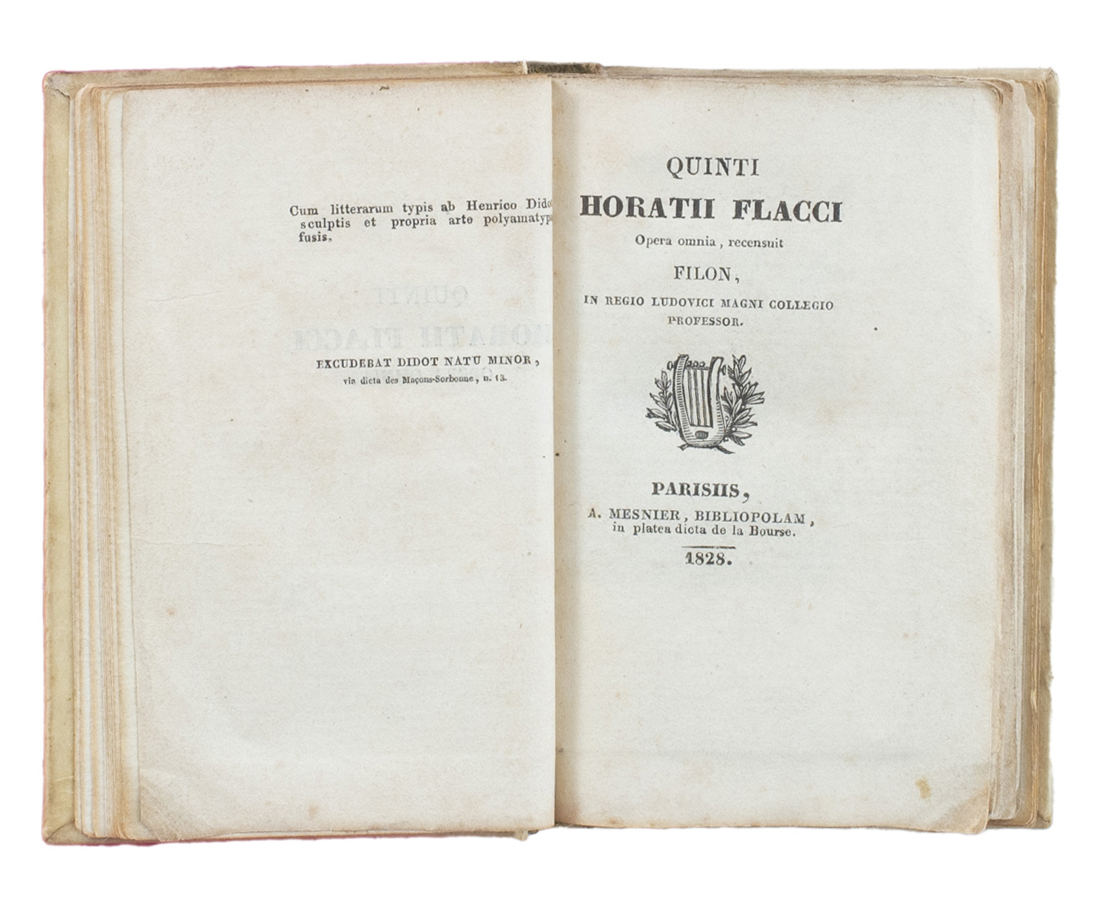 Cum litterarum typis ab Henrico Dido
sculptis et propria arte polyamatyp
fusis.
EXCUDEBAT DIDOT NATU MINOR,
via dicta des Maçons-Sorbonne, n. 13.
QUINTI
HORATII FLACCI
Opera omnia, recensuit
FILON,
IN REGIO LUDOVICI MAGNI COLLEGIO
PROFESSOR.
PARISIIS,
A. MESNIER, BIBLIOPOLAM,
in platea dicta de la Bourse.
1828.